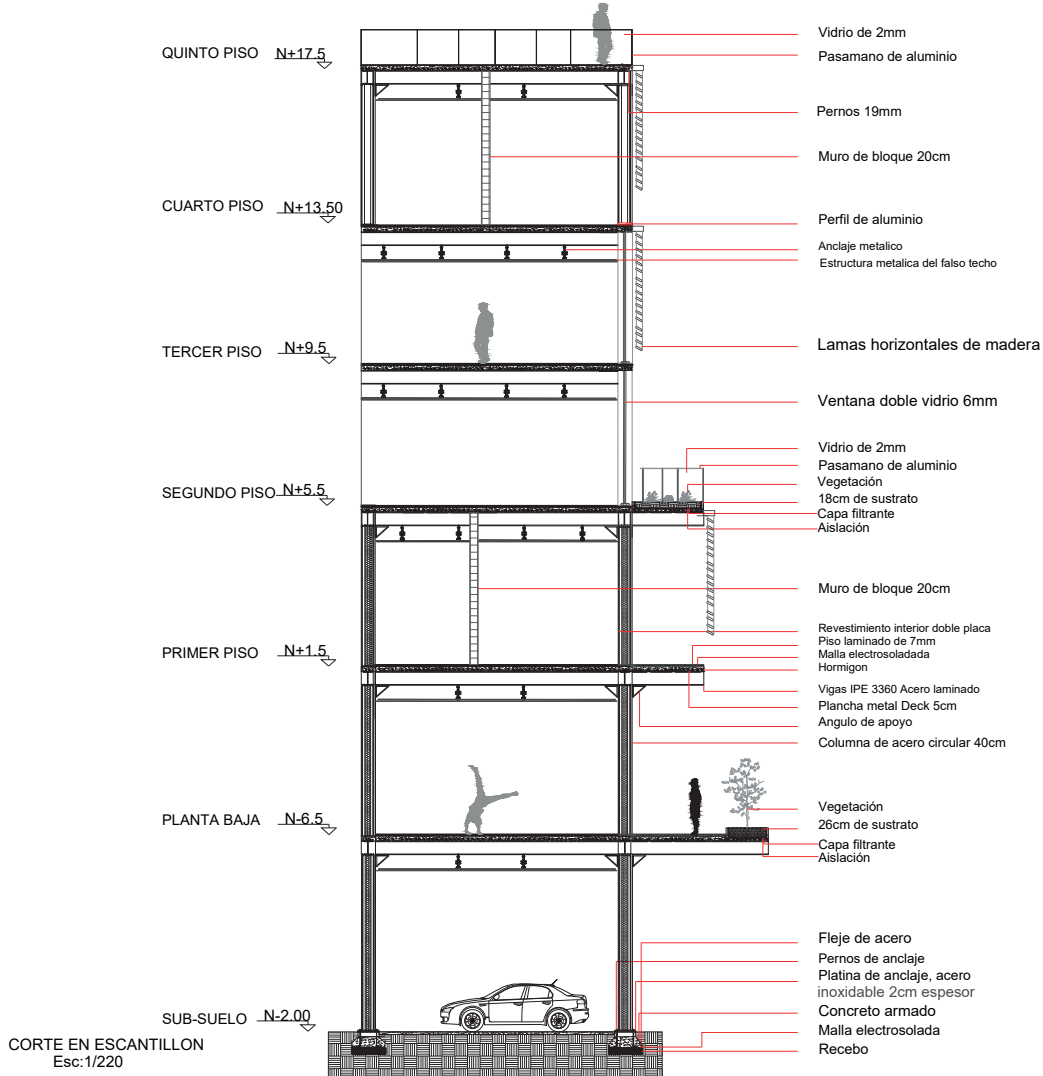 Vidrio de 2mm
QUINTO PISO N+17.5
Pasamano de aluminio
Pernos 19mm
Muro de bloque 20cm
CUARTO PISO N+13.50
Perfil de aluminio
Anclaje metalico
Estructura metalica del falso techo
TERCER PISO N+9.5
Lamas horizontales de madera
Ventana doble vidrio 6mm
Vidrio de 2mm
Pasamano de aluminio
Vegetación
SEGUNDO PISO N+5.5
18cm de sustrato
Capa filtrante
Aislación
Muro de bloque 20cm
Revestimiento interior doble placa
Piso laminado de 7mm
PRIMER PISO N+1.5
Malla electrosoladada
Hormigon
Vigas IPE 3360 Acero laminado
Plancha metal Deck 5cm
Angulo de apoyo
Columna de acero circular 40cm
Vegetación
PLANTA BAJA N-6.5
26cm de sustrato
Capa filtrante
Aislación
Fleje de acero
Pernos de anclaje
Platina de anclaje, acero
inoxidable 2cm espesor
SUB-SUELO N-2.00
Concreto armado
Malla electrosolada
Recebo
CORTE EN ESCANTILLON
Esc:1/220